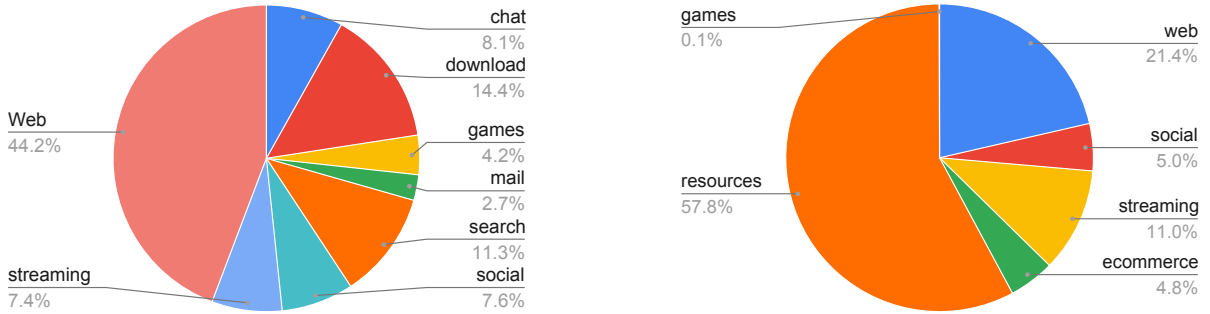 chat
8.1%
download
14.4%
games
4.2%
mail
2.7%
search
11.3%
social
7.6%
streaming
7.4%
Web
44.2%
games
0.1%
web
21.4%
social
5.0%
streaming
11.0%
ecommerce
4.8%
resources
57.8%